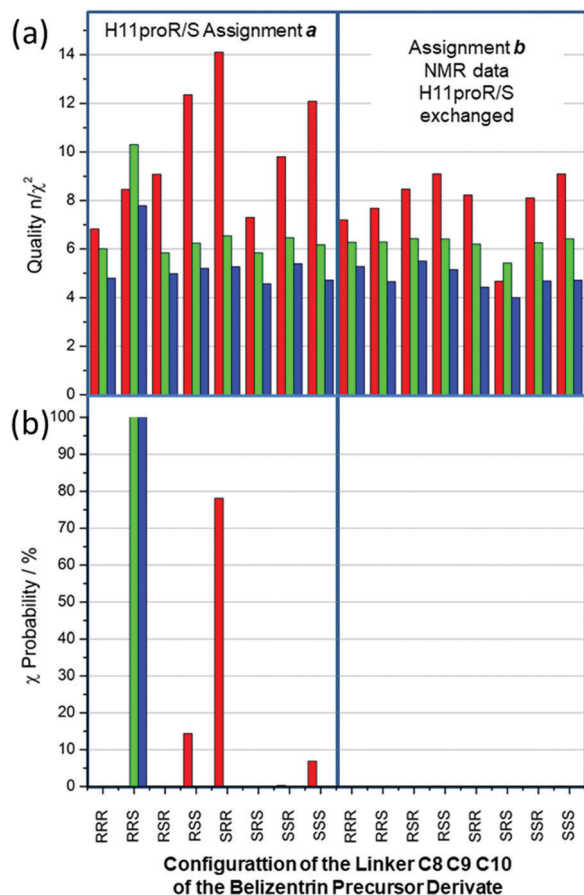 (a)
H11proR/S Assignment a
Assignment b
NMR data
H11proR/S
exchanged
Quality n/χ²
14
12
10
8
6
4
2
0
(b)
χ Probability / %
100
90
80
70
60
50
40
30
20
10
0
RRR
RRS
RSR
RSS
SRR
SRS
SSR
SSS
RRR
RRS
RSR
RSS
SRR
SRS
SSR
SSS
Configurattion of the Linker C8 C9 C10
of the Belizentrin Precursor Derivate